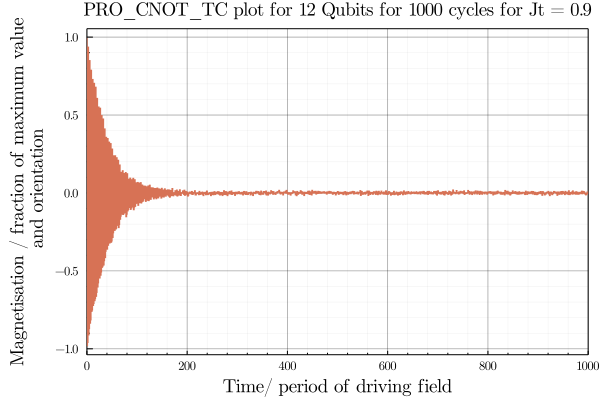 PRO_CNOT_TC plot for 12 Qubits for 1000 cycles for Jt = 0.9
Magnetisation / fraction of maximum value
and orientation
1.0
0.5
0.0
−0.5
−1.0
0 200 400 600 800 1000
Time/ period of driving field